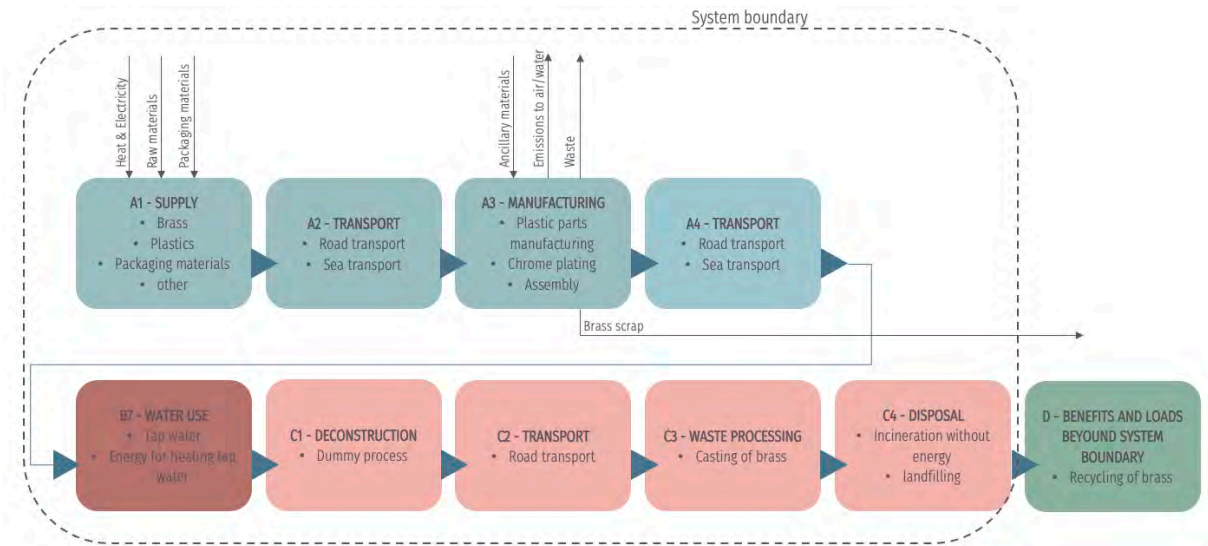 System boundary
Heat & Electricity
Raw materials
Packaging materials
Ancillary materials
Emissions to air/water
Waste
A1 - SUPPLY
• Brass
• Plastics
• Packaging materials
• other
A2 - TRANSPORT
• Road transport
• Sea transport
A3 - MANUFACTURING
• Plastic parts
manufacturing
• Chrome plating
• Assembly
A4 - TRANSPORT
• Road transport
• Sea transport
Brass scrap
B7 - WATER USE
• Tap water
• Energy for heating tap
water
C1 - DECONSTRUCTION
• Dummy process
C2 - TRANSPORT
• Road transport
C3 - WASTE PROCESSING
• Casting of brass
C4 - DISPOSAL
• Incineration without
energy
• landfilling
D - BENEFITS AND LOADS
BEYOUND SYSTEM
BOUNDARY
• Recycling of brass